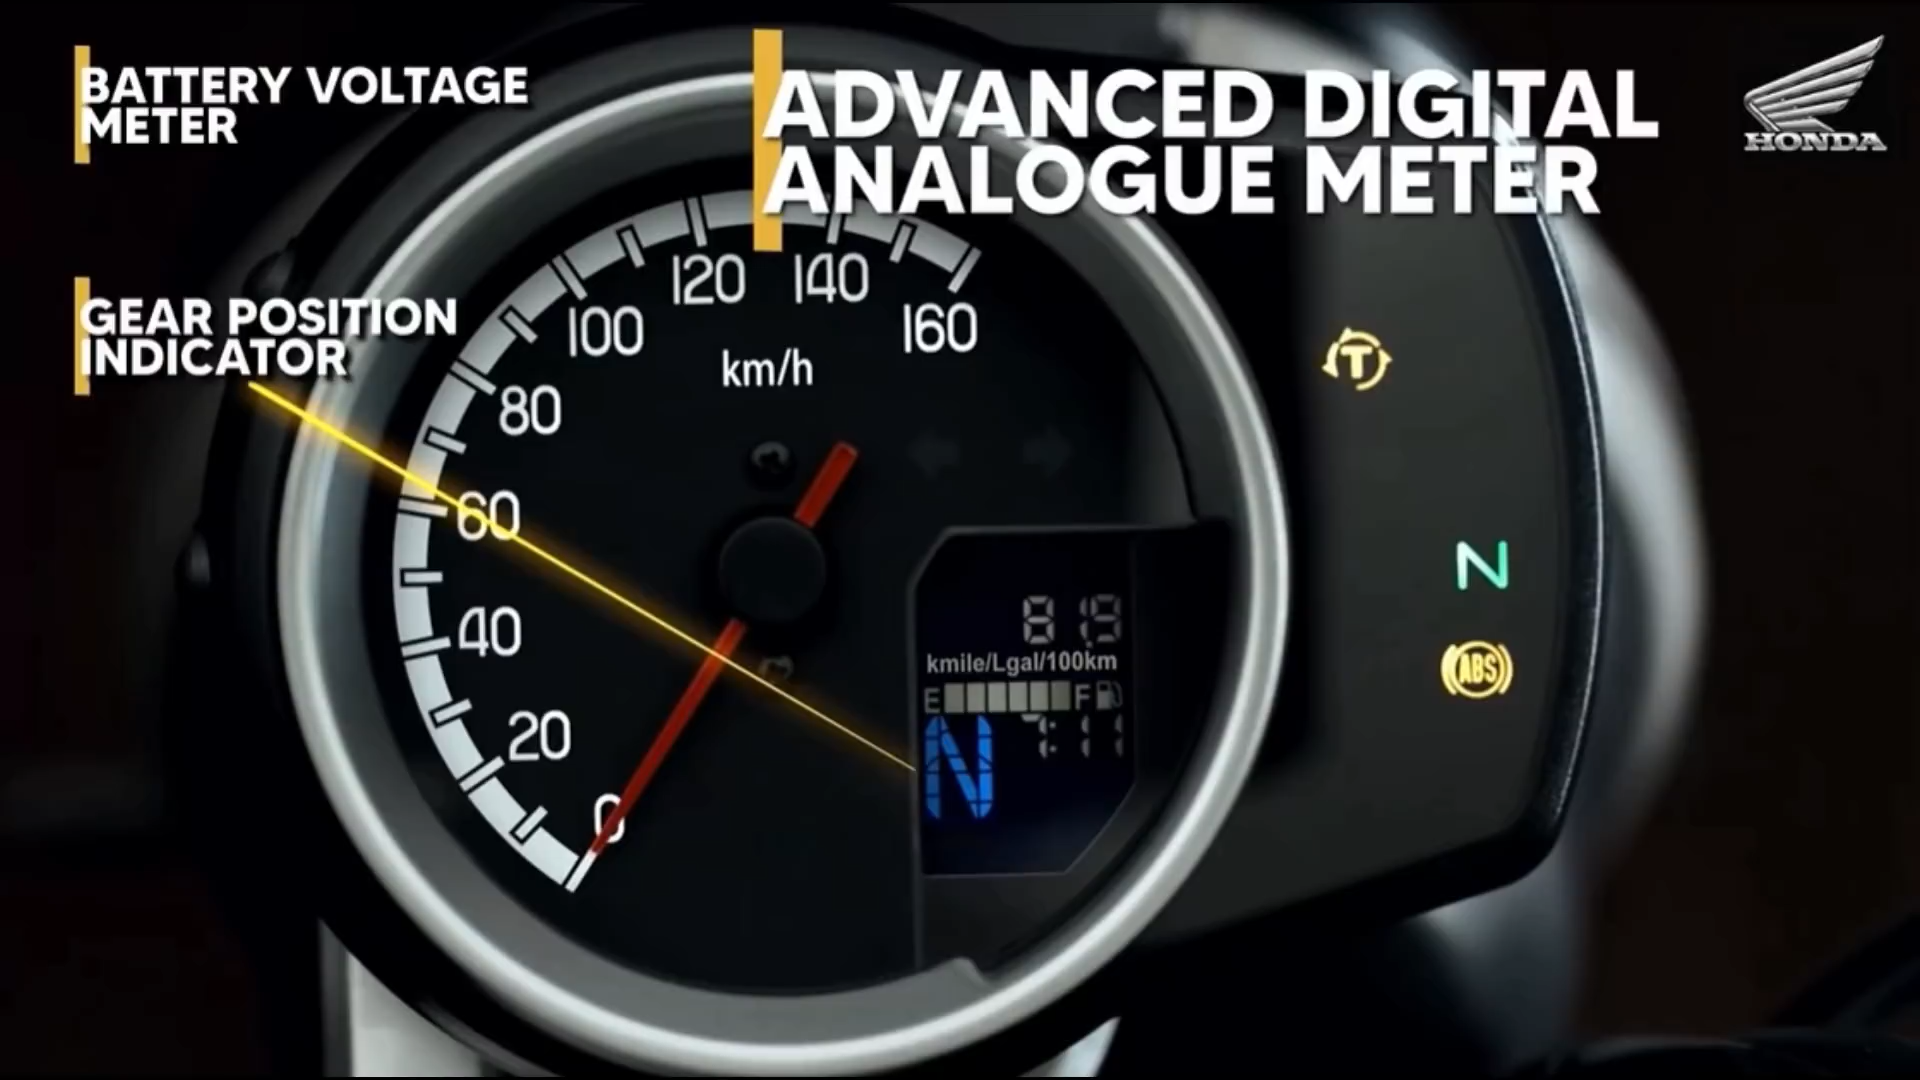 BATTERY VOLTAGE
METER
ADVANCED DIGITAL
ANALOGUE METER
HONDA
GEAR POSITION
INDICATOR
0
20
40
60
80
100
120
140
160
km/h
T
N
ABS
kmile/Lgal/100km
E F
N